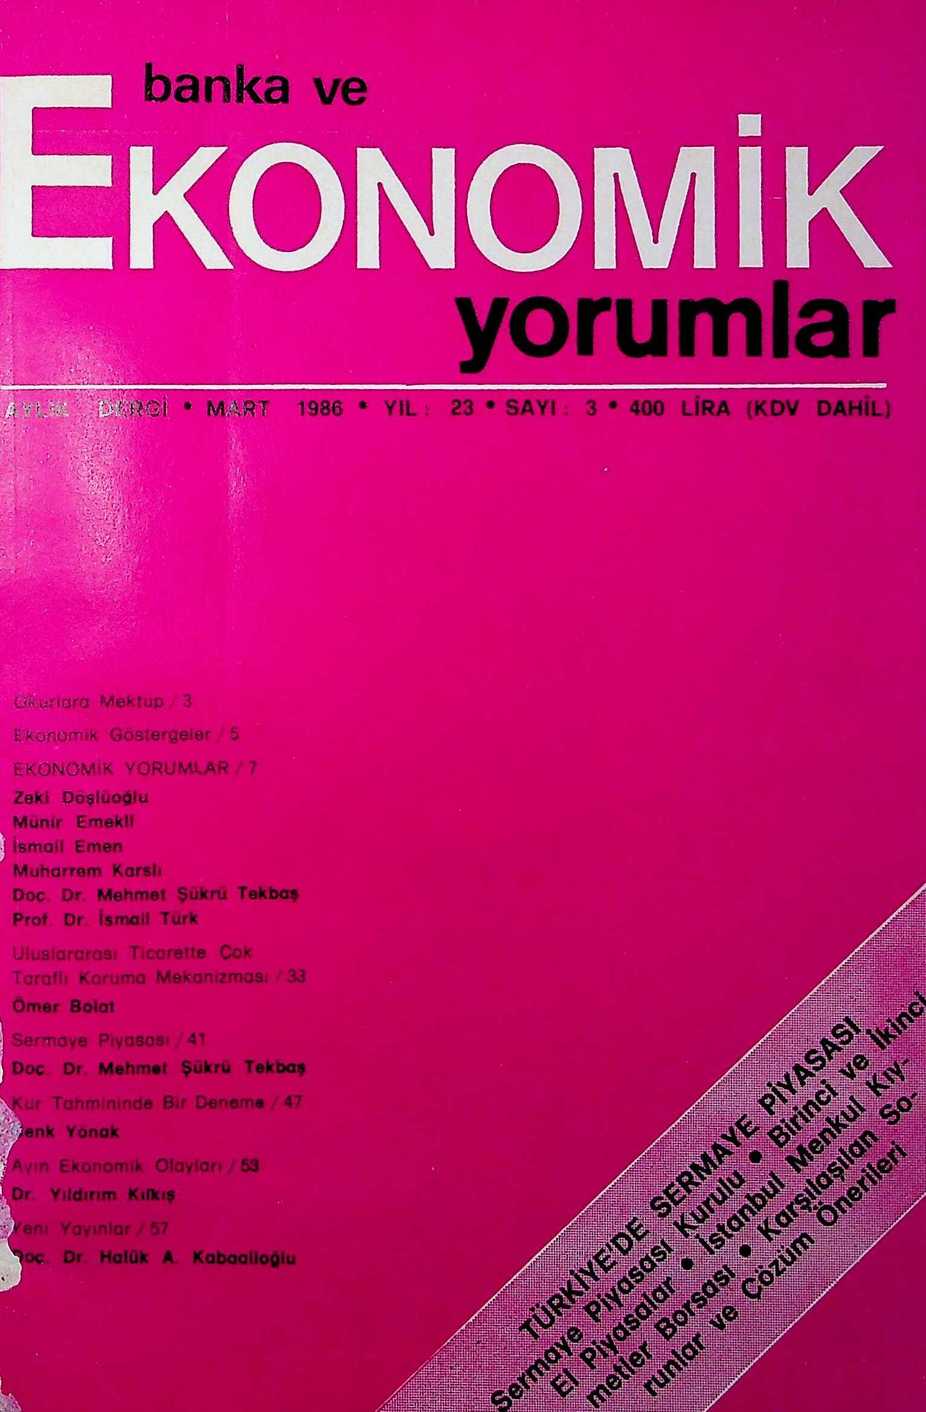 banka ve
EKONOMİK
yorumlar
AYLIK DERGİ • MART 1986 • YIL: 23 • SAYI: 3 • 400 LİRA (KDV DAHİL)
Okurlara Mektup / 3
Ekonomik Göstergeler / 5
EKONOMİK YORUMLAR / 7
Zeki Döşlüoğlu
Münir Emekli
İsmail Emen
Muharrem Karslı
Doç. Dr. Mehmet Şükrü Tekbaş
Prof. Dr. İsmail Türk
Uluslararası Ticarette Çok
Taraflı Koruma Mekanizması / 33
Ömer Bolat
Sermaye Piyasası / 41
Doç. Dr. Mehmet Şükrü Tekbaş
Kur Tahmininde Bir Deneme / 47
Cenk Yönak
Ayın Ekonomik Olayları / 53
Dr. Yıldırım Kılkış
Yeni Yayınlar / 57
Doç. Dr. Halûk A. Kabaalioğlu
TÜRKİYE'DE SERMAYE PİYASASI
Sermaye Piyasası Kurulu • Birinci ve İkinci
El Piyasalar • İstanbul Menkul Kıy-
metler Borsası • Karşılaşılan So-
runlar ve Çözüm Önerileri